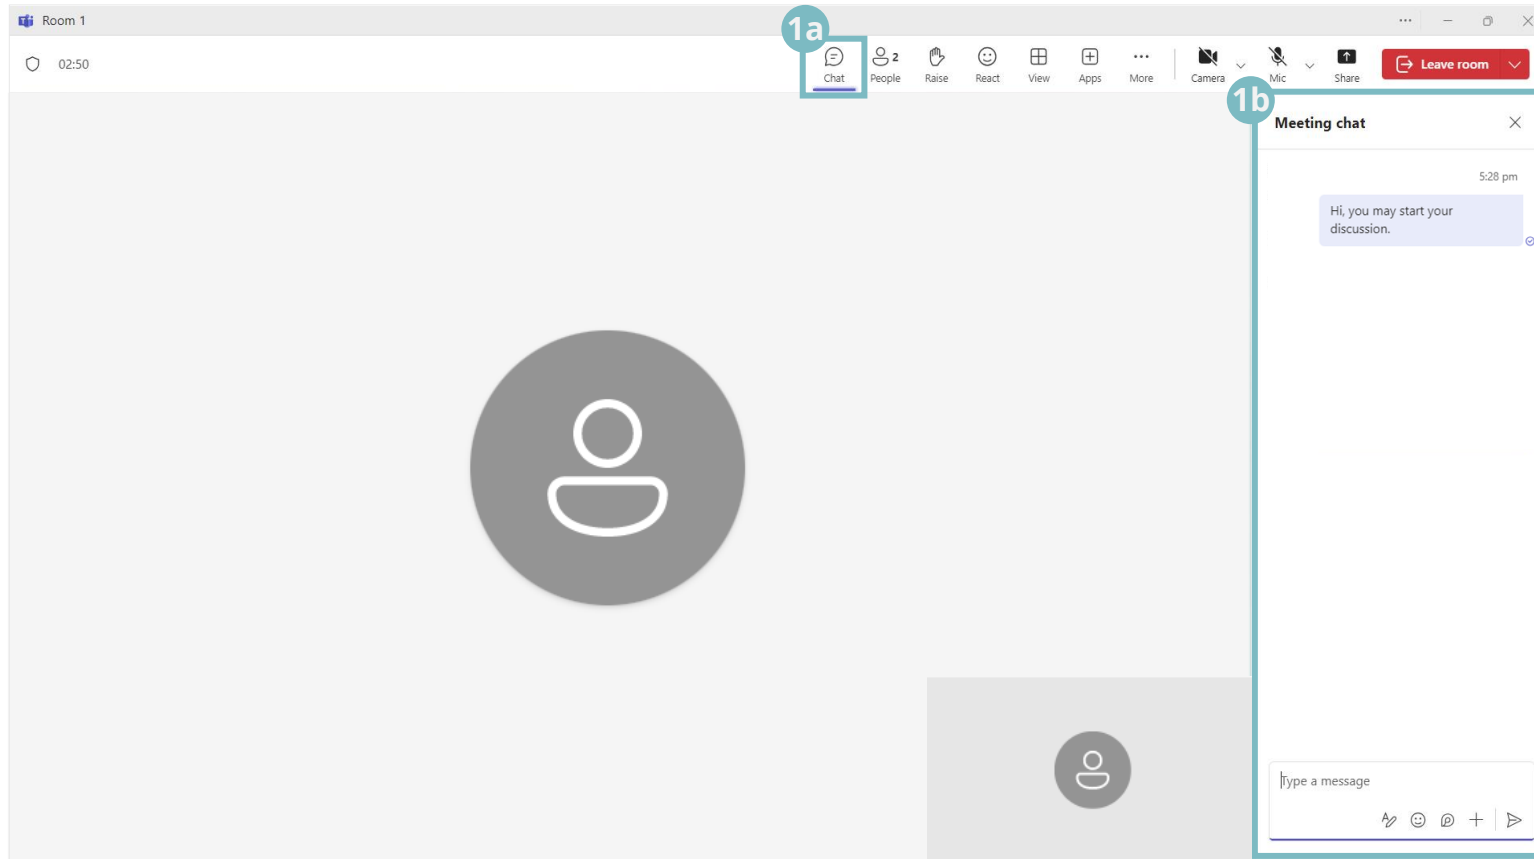 Room 1
02:50
1a
Chat
2
People
Raise
React
View
Apps
More
Camera
Mic
Share
Leave room
1b
Meeting chat
5:28 pm
Hi, you may start your
discussion.
Type a message